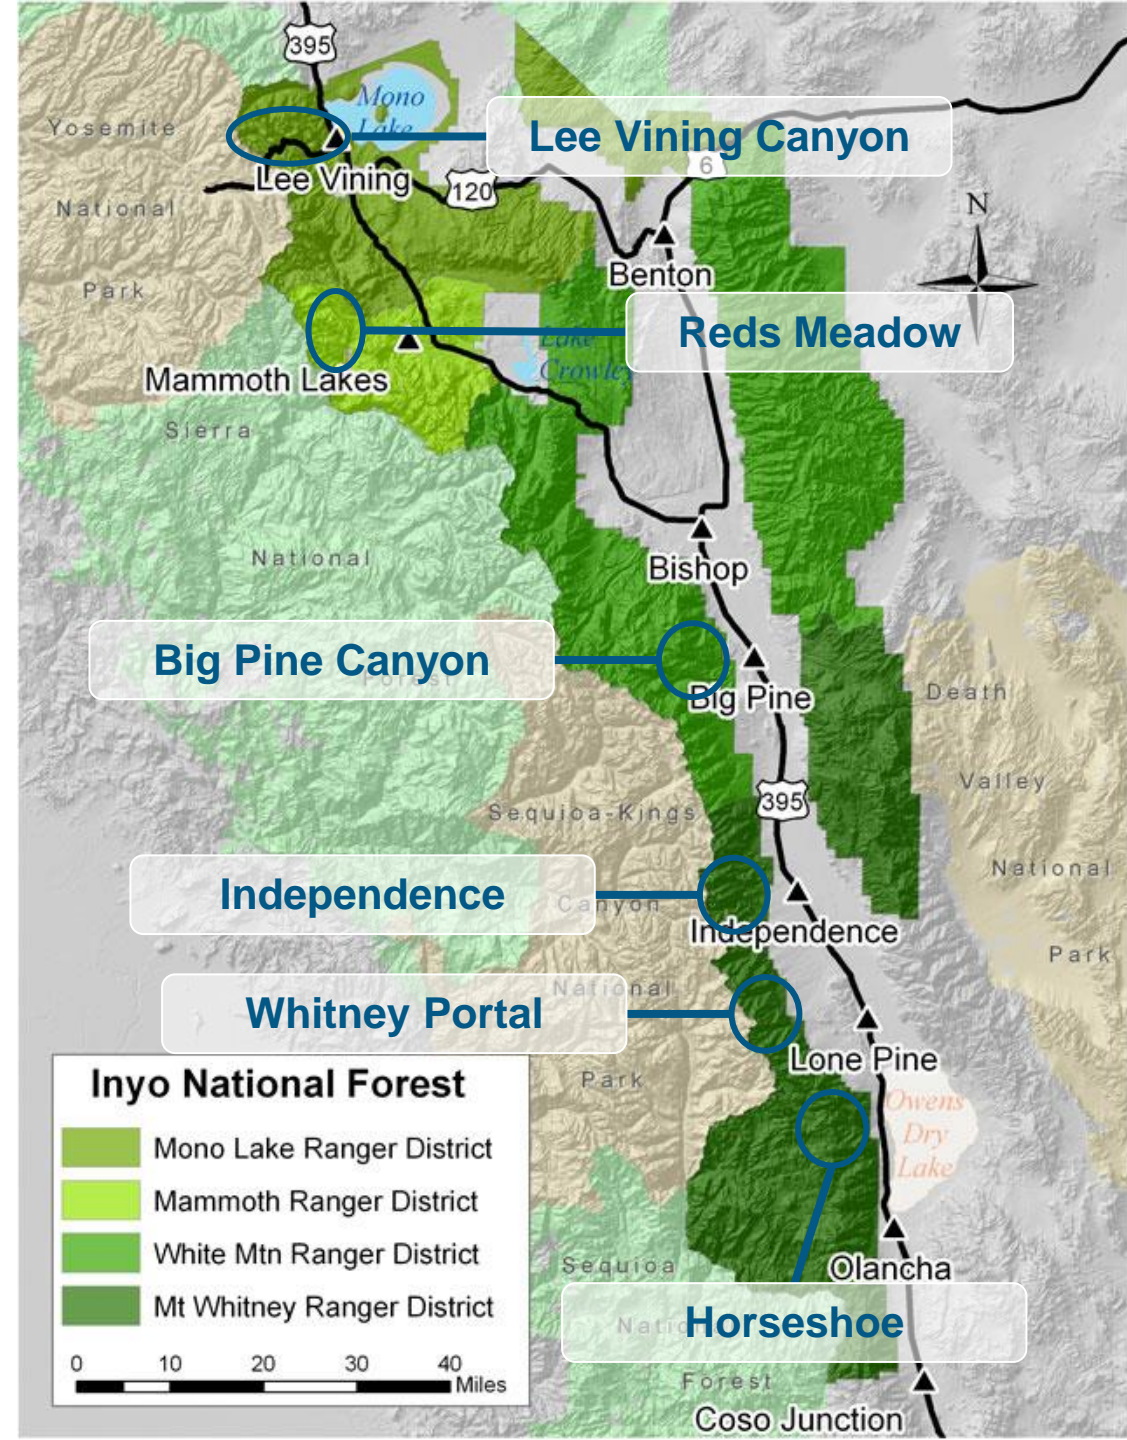 395
Mono
Lake
Yosemite
Lee Vining Canyon
6
Lee Vining
120
National
N
Park
Benton
Reds Meadow
Lake
Crowley
Mammoth Lakes
Sierra
National
Bishop
Big Pine Canyon
Forest
Big Pine
Death
Valley
395
Sequoia-Kings
National
Independence
Canyon
Independence
Park
National
Whitney Portal
Lone Pine
Park
Owens
Dry
Lake
Inyo National Forest
Mono Lake Ranger District
Mammoth Ranger District
White Mtn Ranger District
Mt Whitney Ranger District
0 10 20 30 40
Miles
Sequoia
Olancha
Horseshoe
Forest
Coso Junction